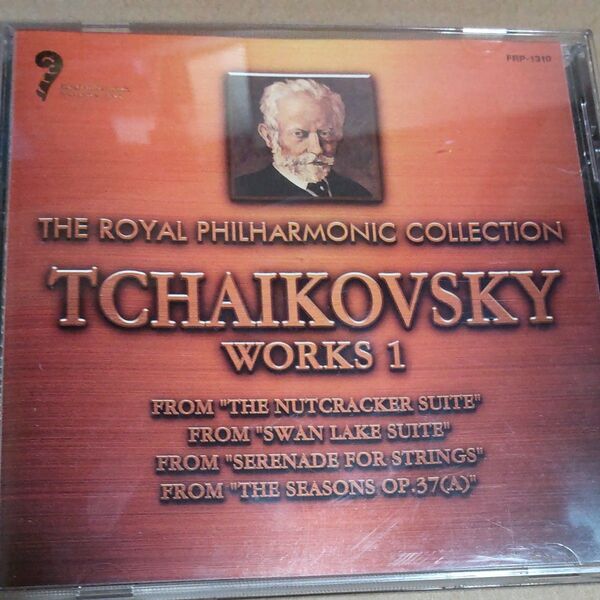 FRP-1310
THE ROYAL PHILHARMONIC COLLECTION
TCHAIKOVSKY
WORKS 1
FROM "THE NUTCRACKER SUITE"
FROM "SWAN LAKE SUITE"
FROM "SERENADE FOR STRINGS"
FROM "THE SEASONS OP.37(A)"